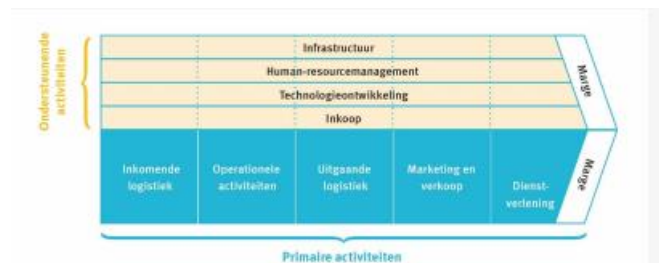 Ondersteunende
activiteiten
Infrastructuur
Human-resourcemanagement
Technologieontwikkeling
Inkoop
Marge
Inkomende
logistiek
Operationele
activiteiten
Uitgaande
logistiek
Marketing en
verkoop
Dienst-
verlening
Marge
Primaire activiteiten